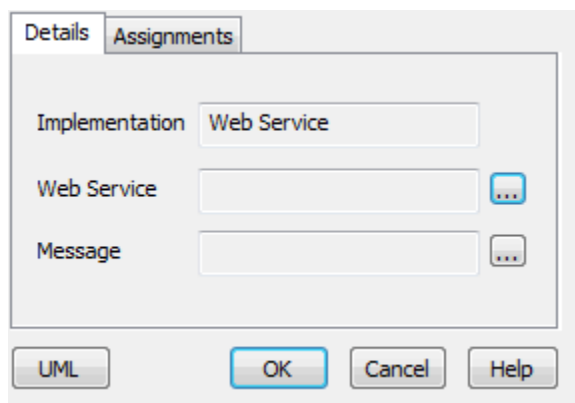 Details Assignments
Implementation Web Service
Web Service ...
Message ...
UML OK Cancel Help